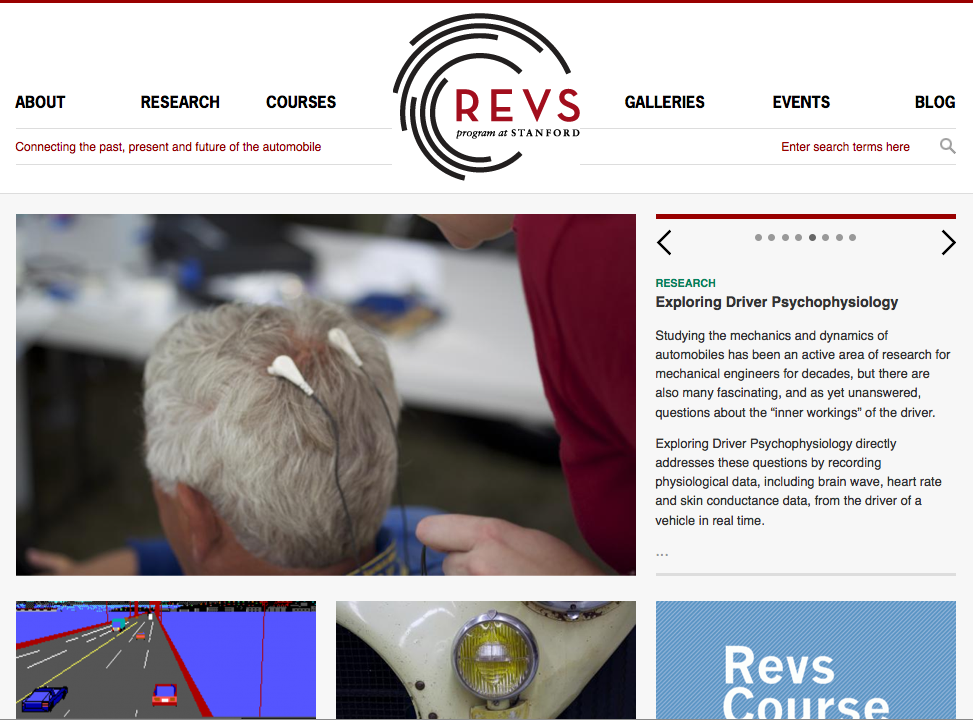 ABOUT RESEARCH COURSES GALLERIES EVENTS BLOG
REVS
program at STANFORD
Connecting the past, present and future of the automobile
Enter search terms here
RESEARCH
Exploring Driver Psychophysiology
Studying the mechanics and dynamics of
automobiles has been an active area of research for
mechanical engineers for decades, but there are
also many fascinating, and as yet unanswered,
questions about the “inner workings” of the driver.
Exploring Driver Psychophysiology directly
addresses these questions by recording
physiological data, including brain wave, heart rate
and skin conductance data, from the driver of a
vehicle in real time.
...
Revs
Course